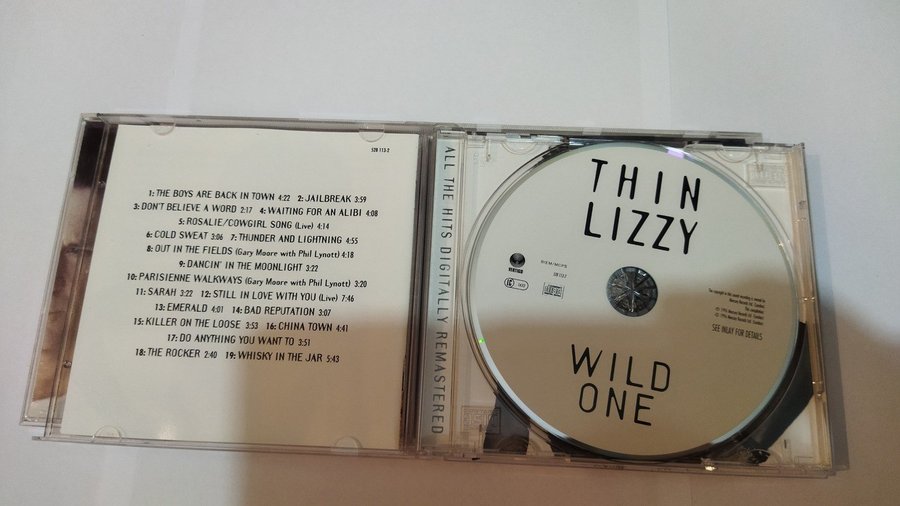 528 113-2
1: THE BOYS ARE BACK IN TOWN 4:22 2: JAILBREAK 3:59
3: DON'T BELIEVE A WORD 2:17 4: WAITING FOR AN ALIBI 4:08
5: ROSALIE/COWGIRL SONG (Live) 4:14
6: COLD SWEAT 3:06 7: THUNDER AND LIGHTNING 4:55
8: OUT IN THE FIELDS (Gary Moore with Phil Lynott) 4:18
9: DANCIN' IN THE MOONLIGHT 3:22
10: PARISIENNE WALKWAYS (Gary Moore with Phil Lynott) 3:20
11: SARAH 3:22 12: STILL IN LOVE WITH YOU (Live) 7:46
13: EMERALD 4:01 14: BAD REPUTATION 3:07
15: KILLER ON THE LOOSE 3:53 16: CHINA TOWN 4:41
17: DO ANYTHING YOU WANT TO 3:51
18: THE ROCKER 2:40 19: WHISKY IN THE JAR 5:43
ALL THE HITS DIGITALLY REMASTERED
THIN
LIZZY
BIEM/MCPS
SEE INLAY FOR DETAILS
WILD
ONE